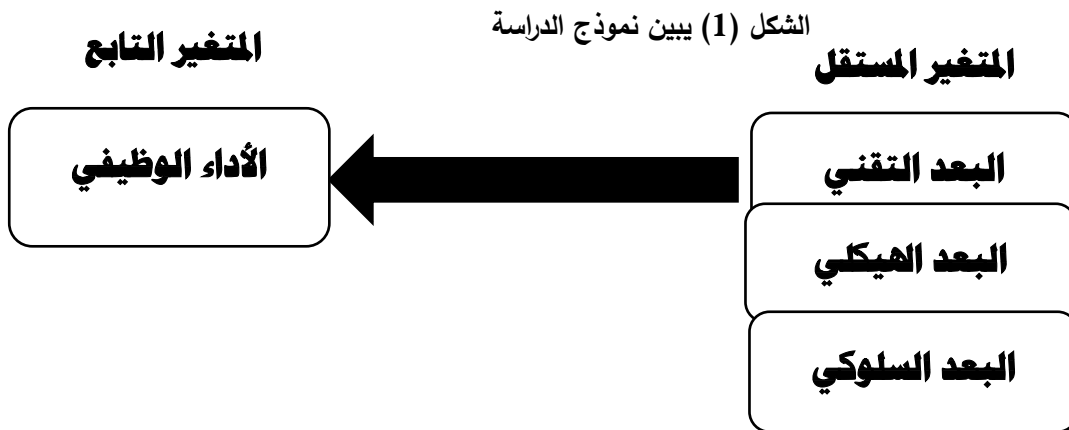 الشكل (1) يبين نموذج الدراسة
المتغير المستقل
المتغير التابع
البعد التقني
الأداء الوظيفي
البعد الهيكلي
البعد السلوكي